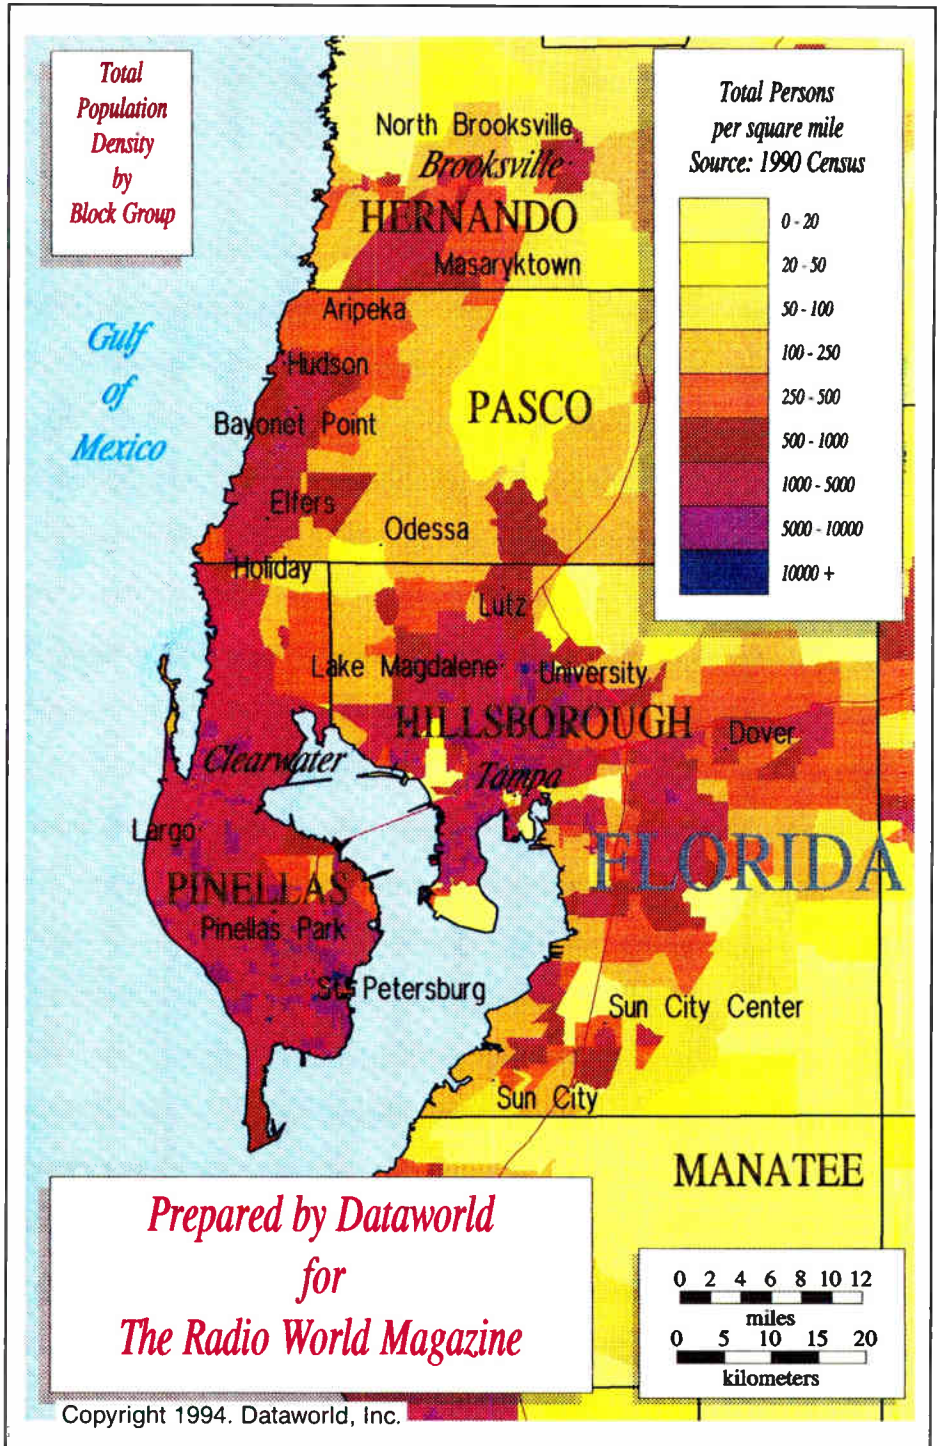 Total
Population
Density
by
Block Group
Total Persons
per square mile
Source: 1990 Census
0 - 20
20 - 50
50 - 100
100 - 250
250 - 500
500 - 1000
1000 - 5000
5000 - 10000
10000 +
Gulf
of
Mexico
North Brooksville
Brooksville
HERNANDO
Masaryktown
Aripeka
Hudson
PASCO
Bayonet Point
Elfers
Odessa
Holiday
Lutz
Lake Magdalene
University
HILLSBOROUGH
Dover
Clearwater
Tampa
Largo
FLORIDA
PINELLAS
Pinellas Park
St. Petersburg
Sun City Center
Sun City
MANATEE
Prepared by Dataworld
for
The Radio World Magazine
0 2 4 6 8 10 12
miles
0 5 10 15 20
kilometers
Copyright 1994. Dataworld, Inc.